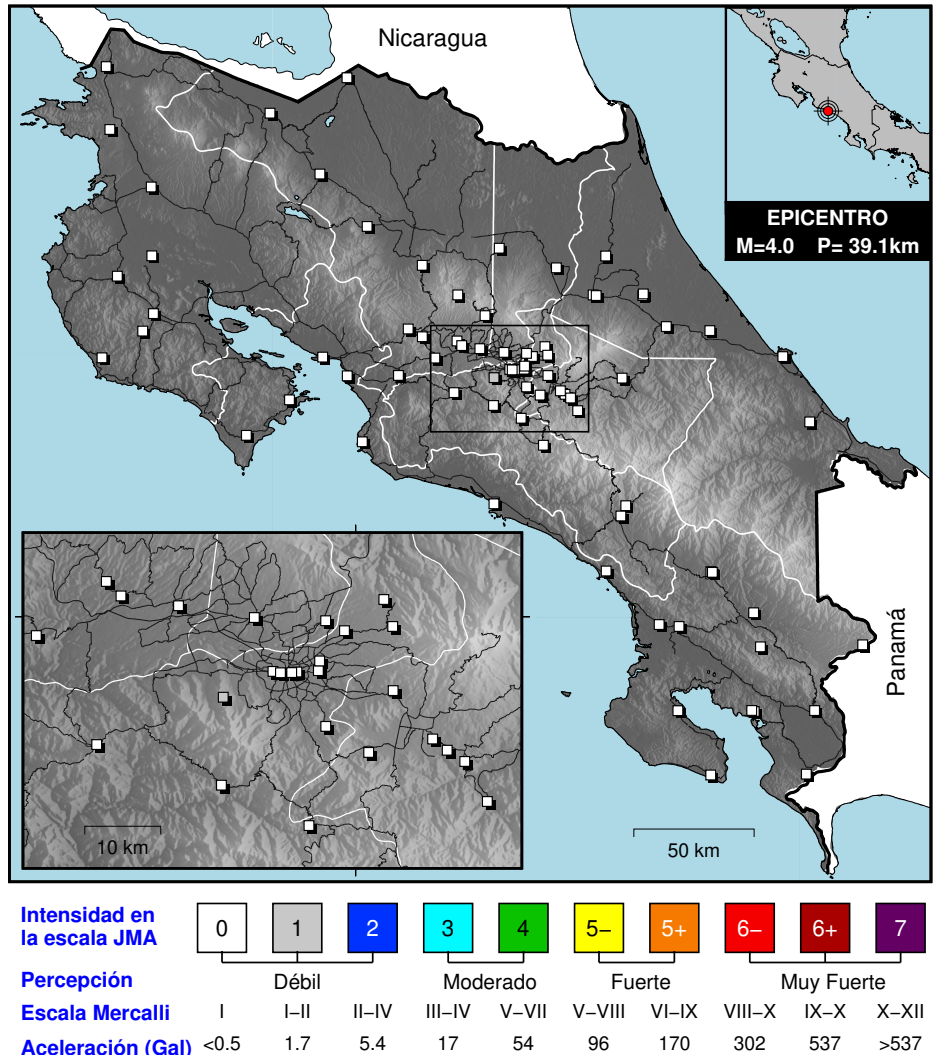 Nicaragua
EPICENTRO
M=4.0 P= 39.1km
Panamá
10 km
50 km
Intensidad en la escala JMA
0 1 2 3 4 5− 5+ 6− 6+ 7
Percepción Débil Moderado Fuerte Muy Fuerte
Escala Mercalli I I−II II−IV III−IV V−VII V−VIII VI−IX VIII−X IX−X X−XII
Aceleración (Gal) <0.5 1.7 5.4 17 54 96 170 302 537 >537